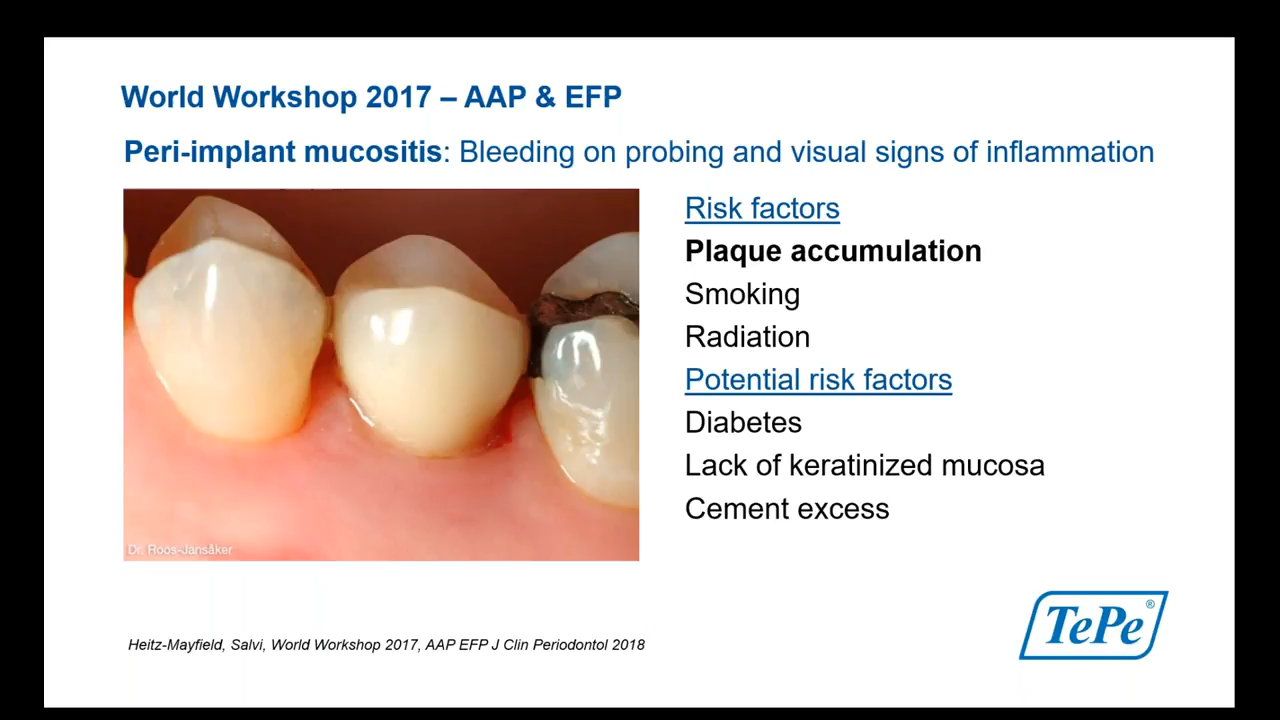 World Workshop 2017 – AAP & EFP
Peri-implant mucositis: Bleeding on probing and visual signs of inflammation
Risk factors
Plaque accumulation
Smoking
Radiation
Potential risk factors
Diabetes
Lack of keratinized mucosa
Cement excess
Dr. Roos-Jansåker
Heitz-Mayfield, Salvi, World Workshop 2017, AAP EFP J Clin Periodontol 2018
TePe®